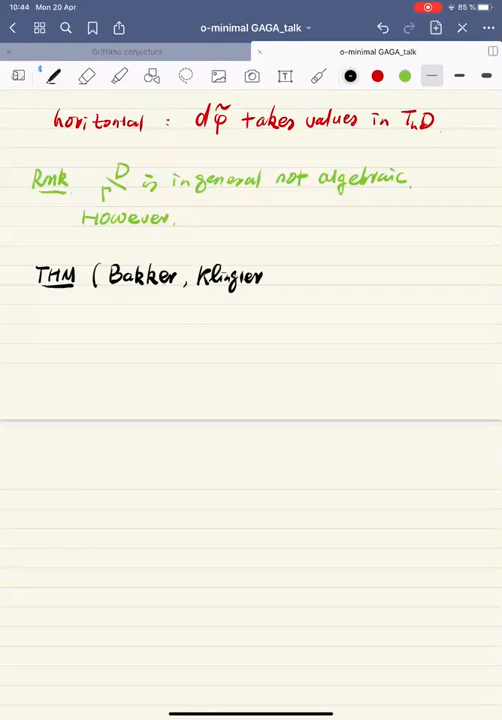 10:44 Mon 20 Apr
85 %
o-minimal GAGA_talk
Griffiths conjecture
o-minimal GAGA_talk
horizontal : dφ̃ takes values in T_hD
Rmk Γ\D is in general not algebraic.
However,
THM (Bakker, Klingler